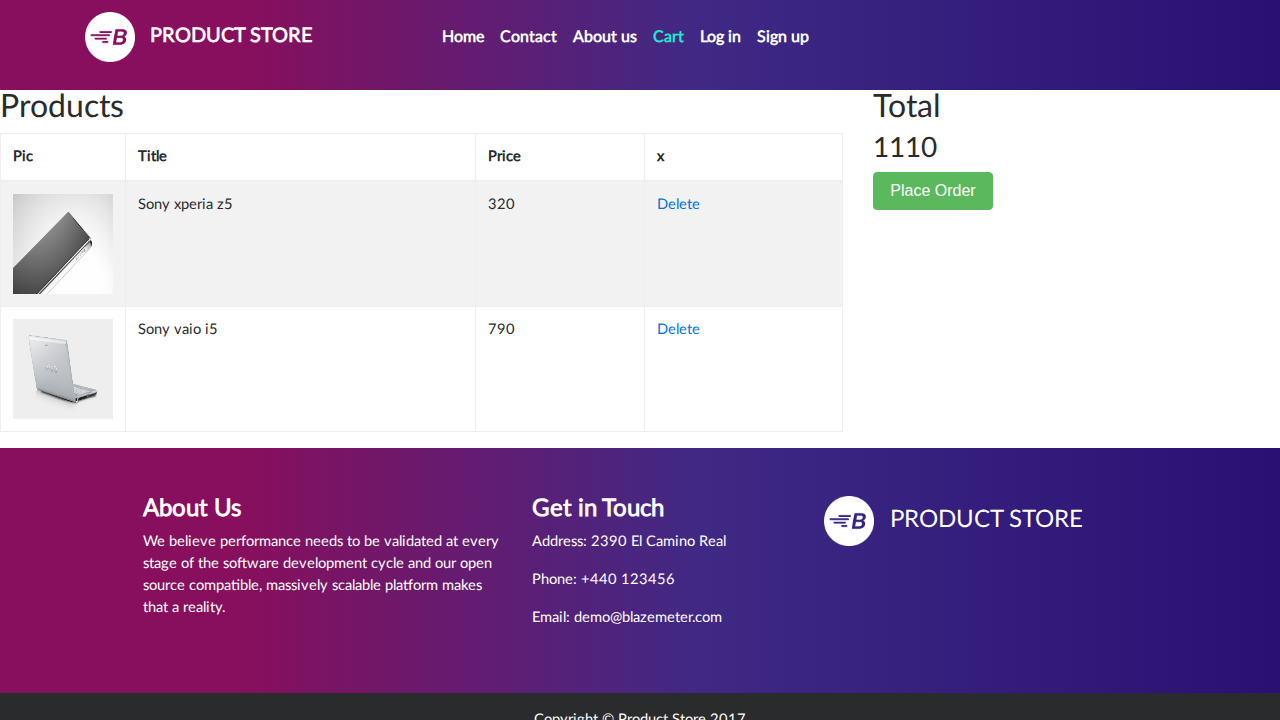 B PRODUCT STORE
Home Contact About us Cart Log in Sign up
Products
Total
1110
Place Order
Pic Title Price x
Sony xperia z5 320 Delete
Sony vaio i5 790 Delete
About Us
We believe performance needs to be validated at every
stage of the software development cycle and our open
source compatible, massively scalable platform makes
that a reality.
Get in Touch
Address: 2390 El Camino Real
Phone: +440 123456
Email: demo@blazemeter.com
B PRODUCT STORE
Copyright © Product Store 2017